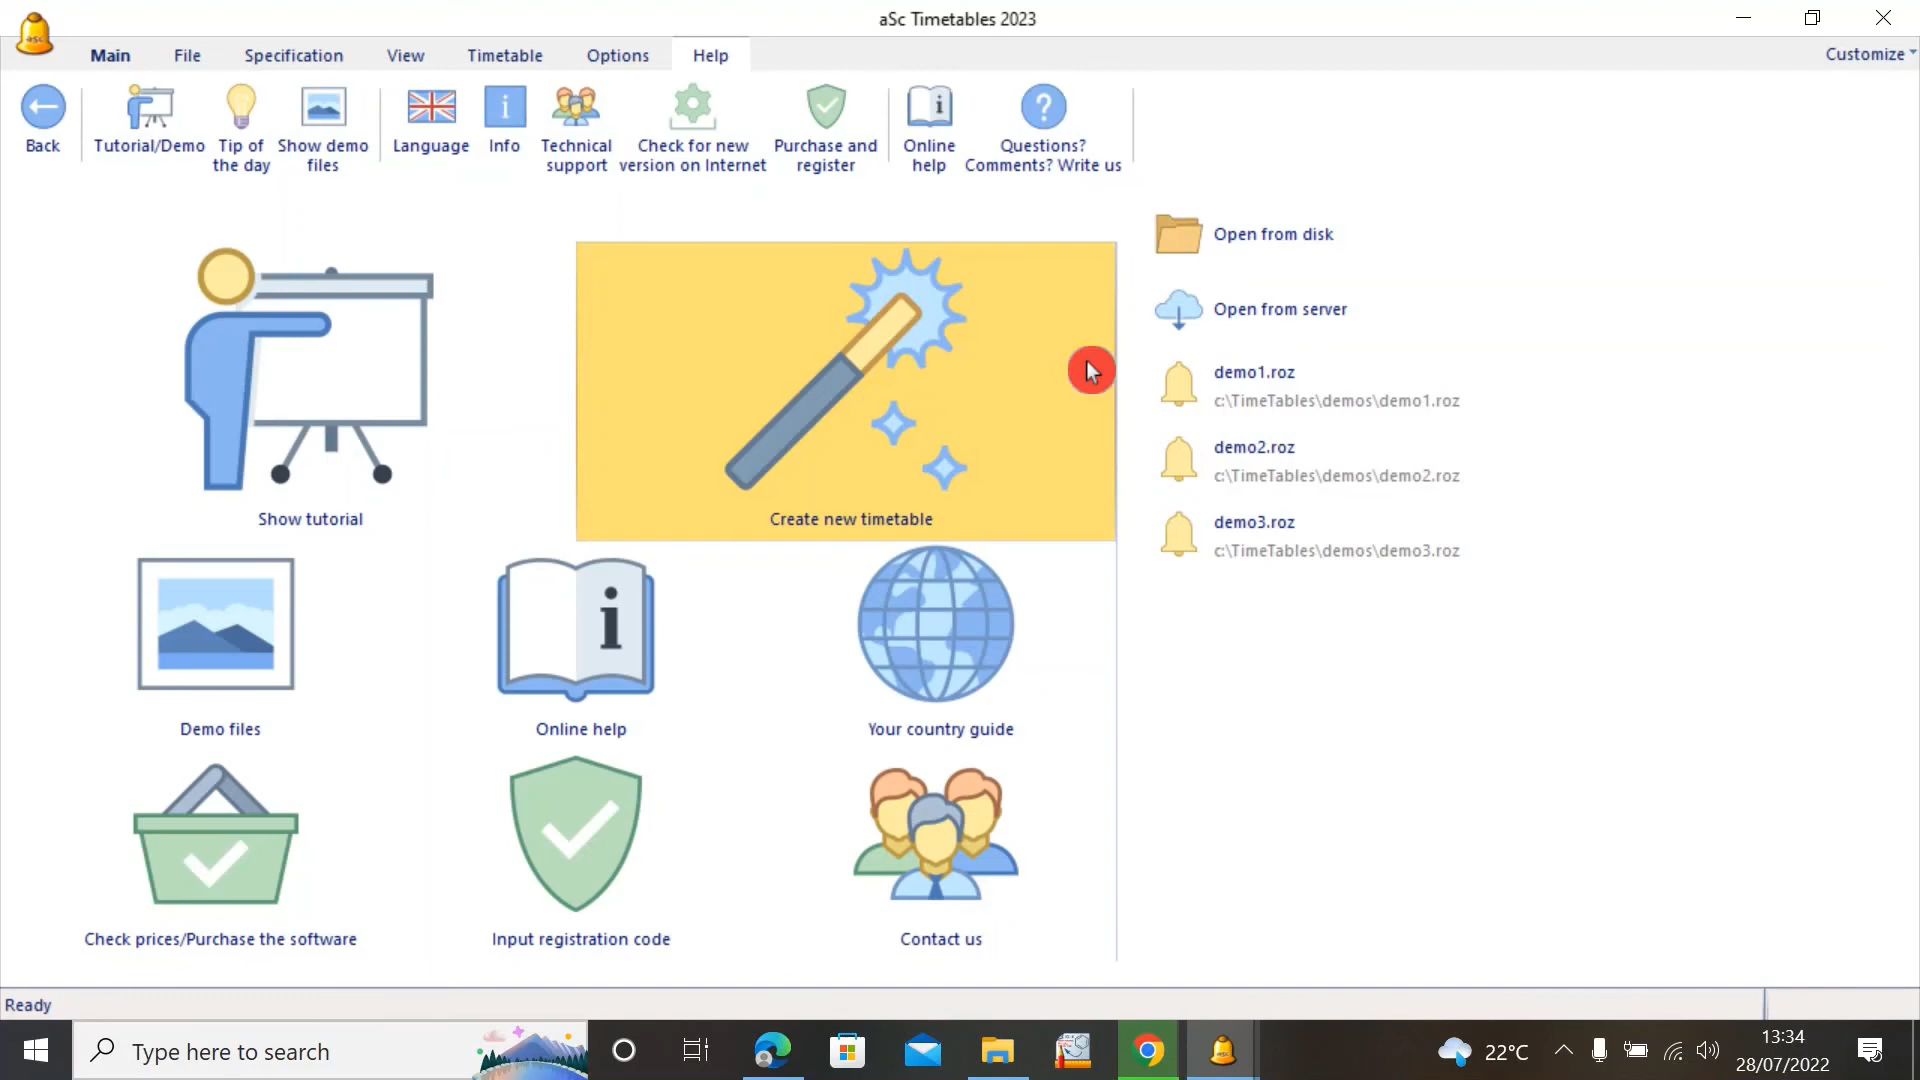 aSc Timetables 2023
asc
Main File Specification View Timetable Options Help
Customize
Back
Tutorial/Demo
Tip of
the day
Show demo
files
Language
Info
Technical
support
Check for new
version on Internet
Purchase and
register
Online
help
Questions?
Comments? Write us
Show tutorial
Create new timetable
Demo files
Online help
Your country guide
Check prices/Purchase the software
Input registration code
Contact us
Open from disk
Open from server
demo1.roz
c:\TimeTables\demos\demo1.roz
demo2.roz
c:\TimeTables\demos\demo2.roz
demo3.roz
c:\TimeTables\demos\demo3.roz
Ready
Type here to search
22°C
13:34
28/07/2022